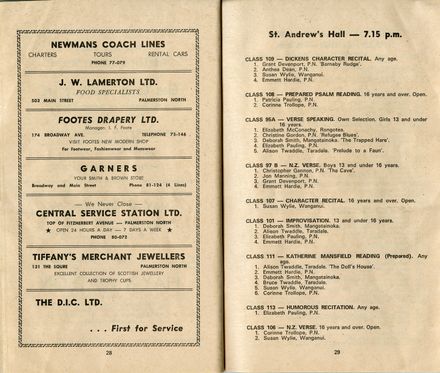 NEWMANS COACH LINES
CHARTERS TOURS RENTAL CARS
PHONE 77-079
J. W. LAMERTON LTD.
FOOD SPECIALISTS
503 MAIN STREET PALMERSTON NORTH
FOOTES DRAPERY LTD.
Manager: I. F. Foote
174 BROADWAY AVE. TELEPHONE 75-146
VISIT FOOTES NEW MODERN SHOP
For Footwear, Fashionwear and Menswear
GARNERS
YOUR SMITH & BROWN STORE
Broadway and Main Street Phone 81-124 (4 Lines)
— We Never Close —
CENTRAL SERVICE STATION LTD.
TOP OF FITZHERBERT AVENUE — PALMERSTON NORTH
★ OPEN 24 HOURS A DAY — 7 DAYS A WEEK ★
PHONE 80-073
TIFFANY'S MERCHANT JEWELLERS
131 THE SQUARE PALMERSTON NORTH
EXCELLENT COLLECTION OF SCOTTISH JEWELLERY
AND TROPHY CUPS
THE D.I.C. LTD.
. . . First for Service
28
St. Andrew's Hall — 7.15 p.m.
CLASS 109 — DICKENS CHARACTER RECITAL. Any age.
1. Grant Devenport, P.N. 'Barnaby Rudge'.
2. Anthea Dean, P.N.
3. Susan Wylie, Wanganui.
4. Emmett Hardie, P.N.
CLASS 108 — PREPARED PSALM READING. 16 years and over. Open.
1. Patricia Pauling, P.N.
2. Corinne Trollope, P.N.
CLASS 95A — VERSE SPEAKING. Own Selection. Girls 13 and under
16 years.
1. Elizabeth McConachy, Rongotea.
2. Christine Gordon, P.N. 'Refugee Blues'.
3. Deborah Smith, Mangatainoka. 'The Trapped Hare'.
4. Elizabeth Pauling, P.N.
5. Alison Twaddle, Taradale. 'Prelude to a Faun'.
CLASS 97 B — N.Z. VERSE. Boys 13 and under 16 years.
1. Christopher Gannon, P.N. 'The Cave'.
2. Jon Manning, P.N.
3. Grant Devenport, P.N.
4. Emmett Hardie, P.N.
CLASS 107 — CHARACTER RECITAL. 16 years and over. Open.
1. Susan Wylie, Wanganui.
CLASS 101 — IMPROVISATION. 13 and under 16 years.
1. Deborah Smith, Mangatainoka.
2. Alison Twaddle, Taradale.
3. Elizabeth Pauling, P.N.
4. Emmett Hardie, P.N.
CLASS 111 — KATHERINE MANSFIELD READING (Prepared). Any
age.
1. Alison Twaddle, Taradale. 'The Doll's House'.
2. Emmett Hardie, P.N.
3. Deborah Smith, Mangatainoka.
4. Bruce Twaddle, Taradale.
5. Susan Wylie, Wanganui.
6. Corinne Trollope, P.N.
CLASS 113 — HUMOROUS RECITATION. Any age.
1. Emmett Hardie, P.N.
CLASS 106 — N.Z. VERSE. 16 years and over. Open.
1. Corinne Trollope, P.N.
2. Susan Wylie, Wanganui.
29